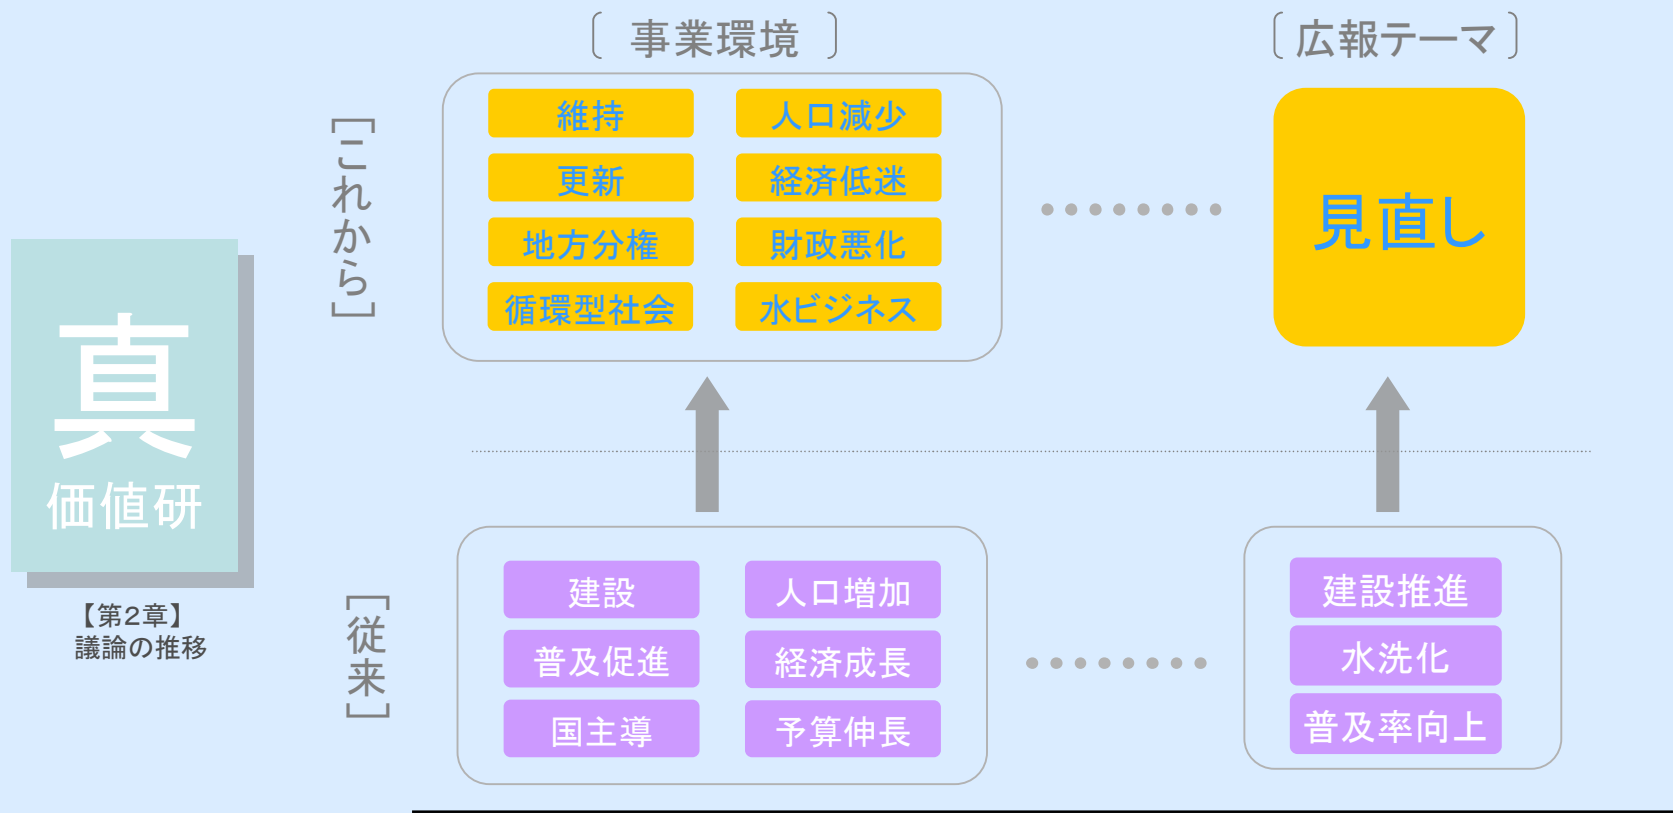 〔 事業環境 〕
〔 広報テーマ 〕
［これから］
維持
人口減少
更新
経済低迷
地方分権
財政悪化
循環型社会
水ビジネス
見直し
真
価値研
【第2章】
議論の推移
［従来］
建設
人口増加
普及促進
経済成長
国主導
予算伸長
建設推進
水洗化
普及率向上